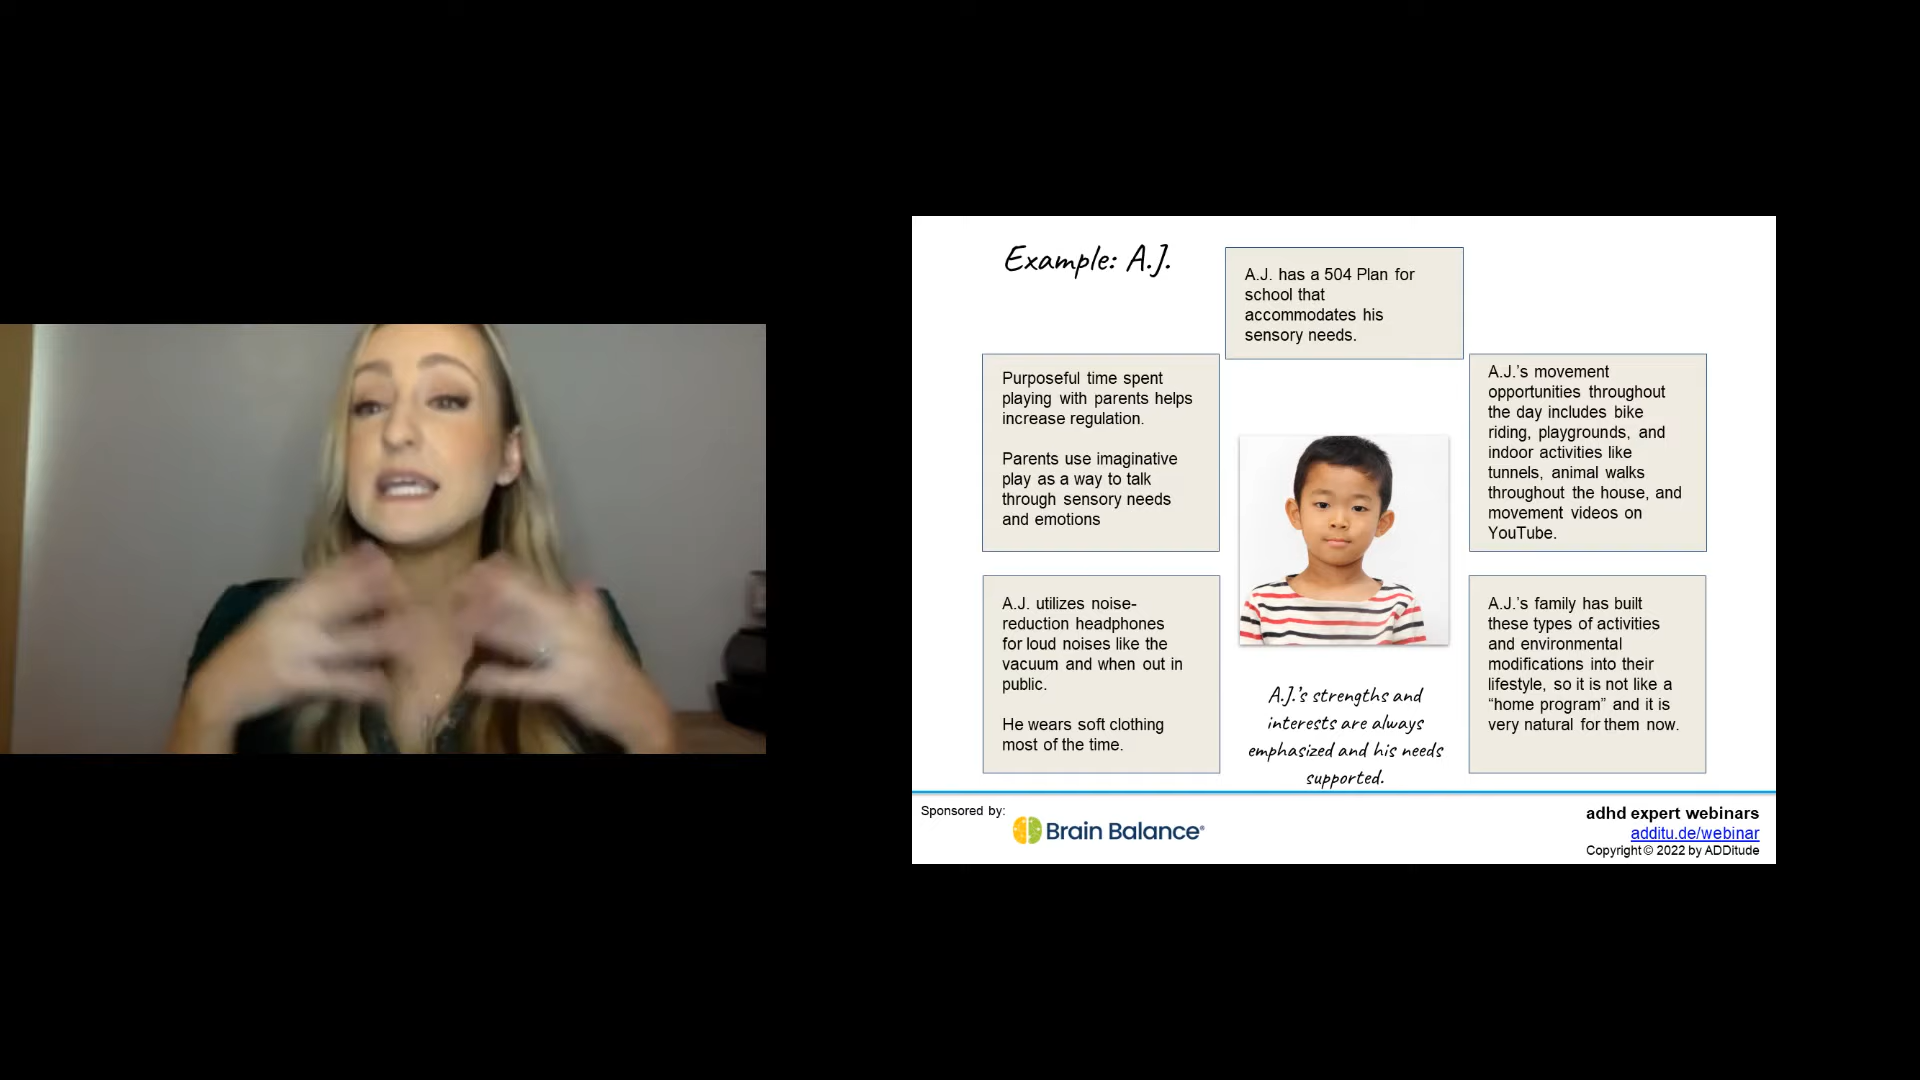 Example: A.J.
A.J. has a 504 Plan for
school that
accommodates his
sensory needs.
Purposeful time spent
playing with parents helps
increase regulation.
Parents use imaginative
play as a way to talk
through sensory needs
and emotions
A.J.’s movement
opportunities throughout
the day includes bike
riding, playgrounds, and
indoor activities like
tunnels, animal walks
throughout the house, and
movement videos on
YouTube.
A.J. utilizes noise-
reduction headphones
for loud noises like the
vacuum and when out in
public.
He wears soft clothing
most of the time.
A.J.’s strengths and
interests are always
emphasized and his needs
supported.
A.J.’s family has built
these types of activities
and environmental
modifications into their
lifestyle, so it is not like a
“home program” and it is
very natural for them now.
Sponsored by:
Brain Balance®
adhd expert webinars
additu.de/webinar
Copyright © 2022 by ADDitude